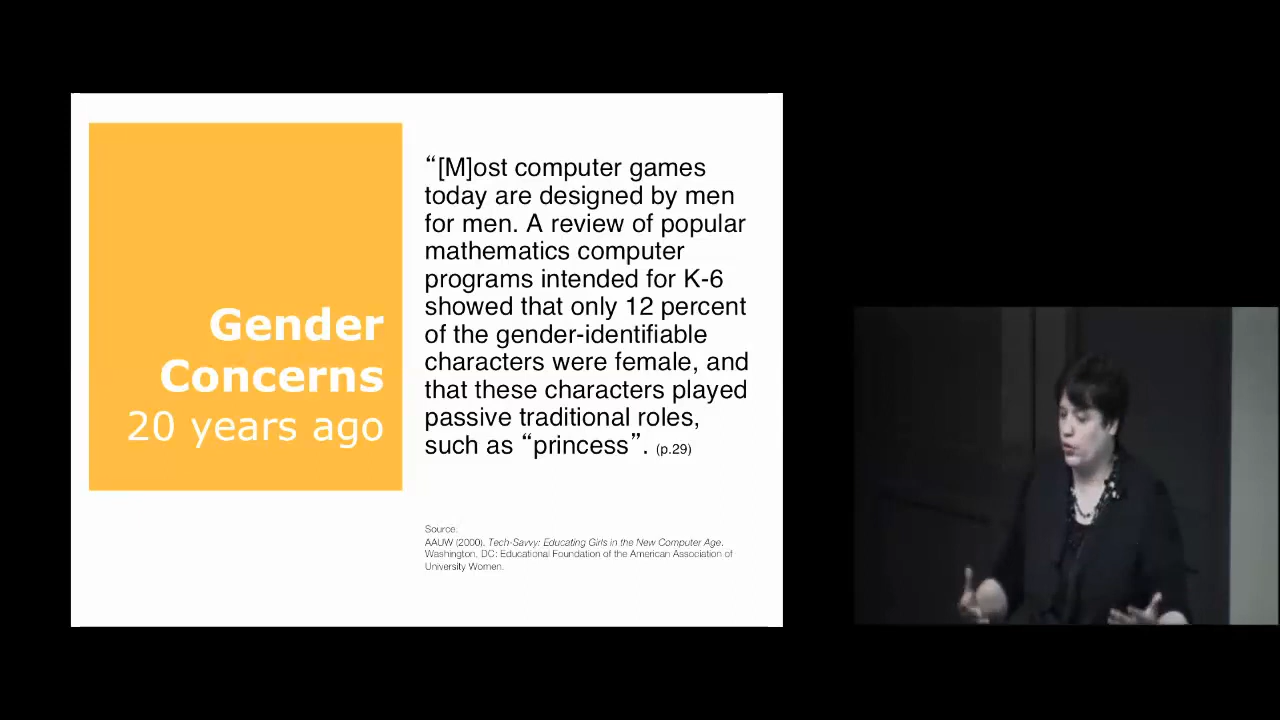 Gender
Concerns
20 years ago
“[M]ost computer games
today are designed by men
for men. A review of popular
mathematics computer
programs intended for K-6
showed that only 12 percent
of the gender-identifiable
characters were female, and
that these characters played
passive traditional roles,
such as “princess”. (p.29)
Source.
AAUW (2000). Tech-Savvy: Educating Girls in the New Computer Age.
Washington, DC: Educational Foundation of the American Association of
University Women.